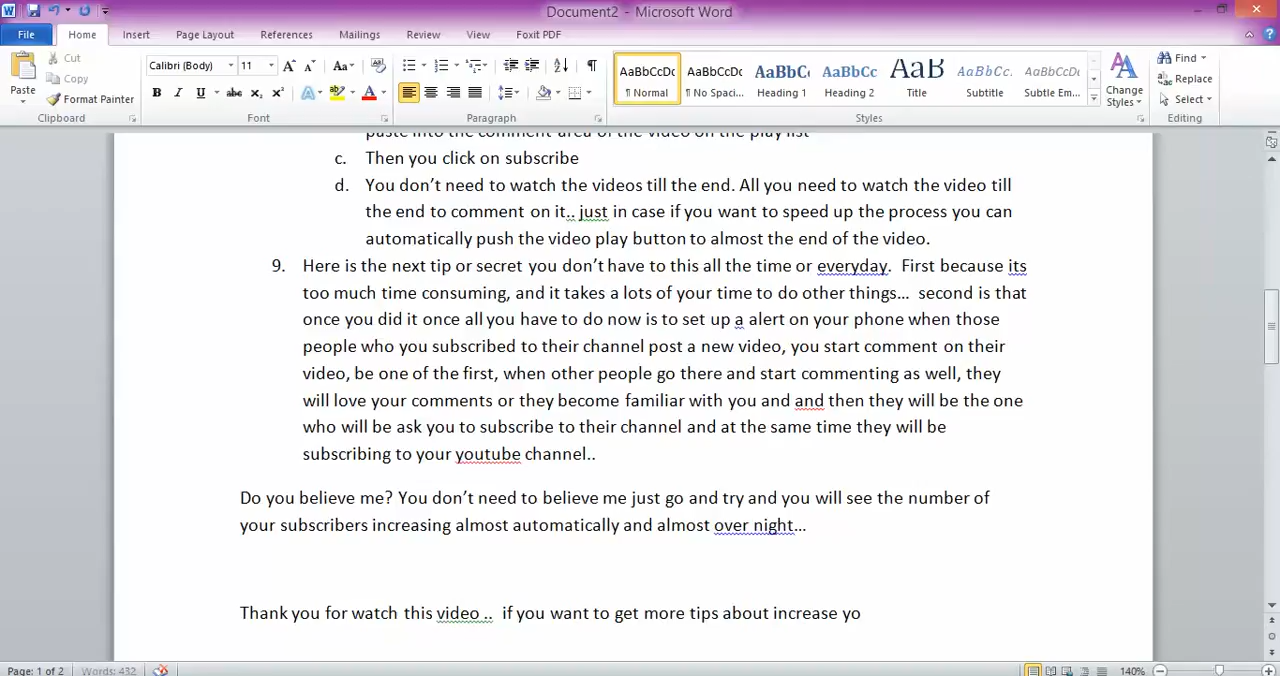 Document2 - Microsoft Word
File Home Insert Page Layout References Mailings Review View Foxit PDF
Calibri (Body) 11
Cut
Copy
Paste
Format Painter
AaBbCcDc AaBbCcDc AaBbCc AaBbCc AaB AaBbCc. AaBbCcDc
¶ Normal ¶ No Spaci... Heading 1 Heading 2 Title Subtitle Subtle Em...
Change Styles
Find
Replace
Select
Clipboard Font Paragraph Styles Editing
paste into the comment area of the video on the play list
c. Then you click on subscribe
d. You don't need to watch the videos till the end. All you need to watch the video till
the end to comment on it.. just in case if you want to speed up the process you can
automatically push the video play button to almost the end of the video.
9. Here is the next tip or secret you don't have to this all the time or everyday. First because its
too much time consuming, and it takes a lots of your time to do other things... second is that
once you did it once all you have to do now is to set up a alert on your phone when those
people who you subscribed to their channel post a new video, you start comment on their
video, be one of the first, when other people go there and start commenting as well, they
will love your comments or they become familiar with you and and then they will be the one
who will be ask you to subscribe to their channel and at the same time they will be
subscribing to your youtube channel..
Do you believe me? You don't need to believe me just go and try and you will see the number of
your subscribers increasing almost automatically and almost over night...
Thank you for watch this video .. if you want to get more tips about increase yo
Page: 1 of 2 Words: 432 140%